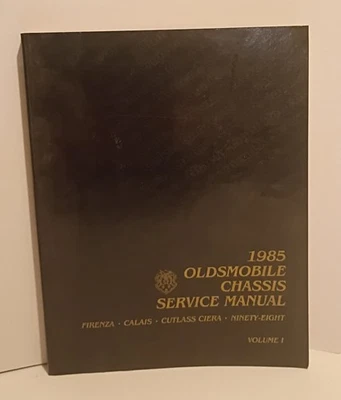 1985
OLDSMOBILE
CHASSIS
SERVICE MANUAL
FIRENZA · CALAIS · CUTLASS CIERA · NINETY-EIGHT
VOLUME I